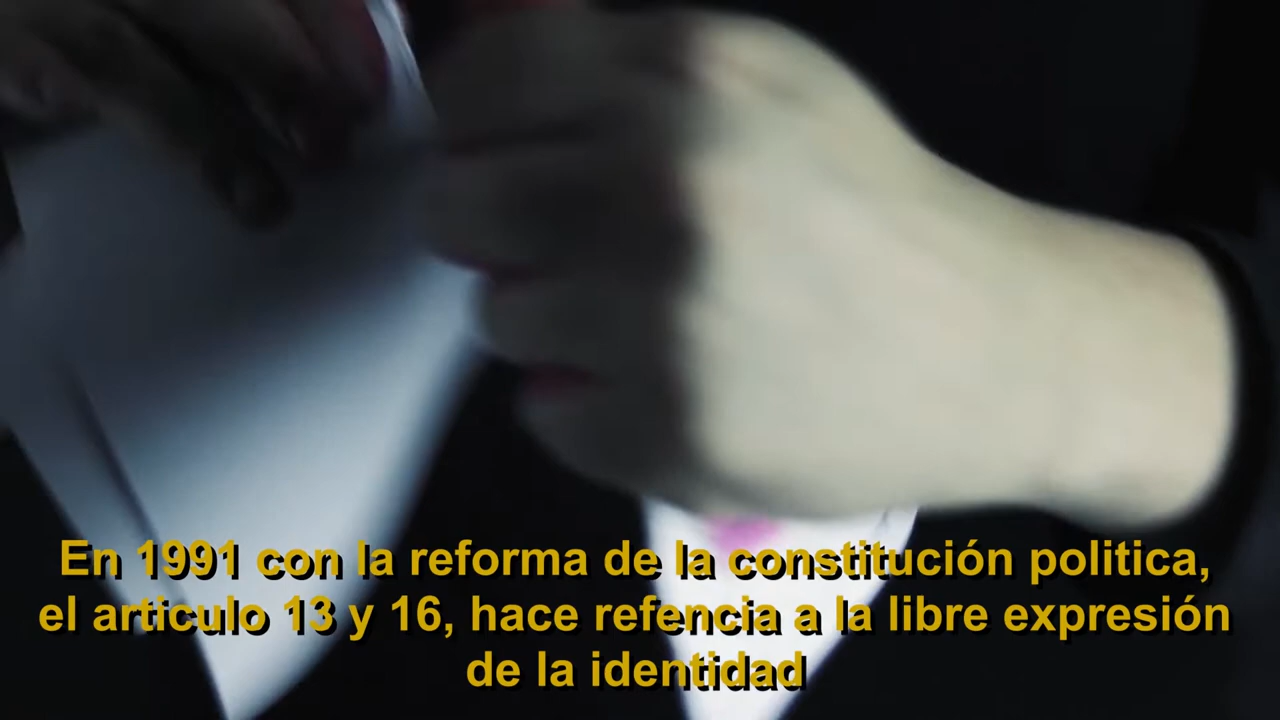 En 1991 con la reforma de la constitución politica,
el articulo 13 y 16, hace refencia a la libre expresión
de la identidad